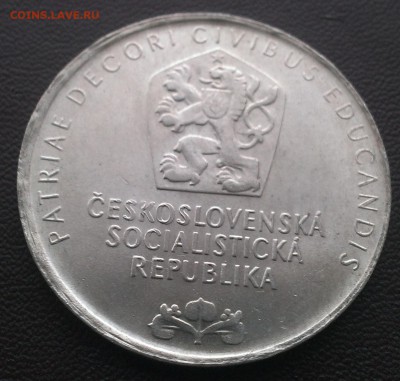 COINS.LAVE.RU
PATRIAE DECORI CIVIBUS EDUCANDIS
ČESKOSLOVENSKÁ
SOCIALISTICKÁ
REPUBLIKA